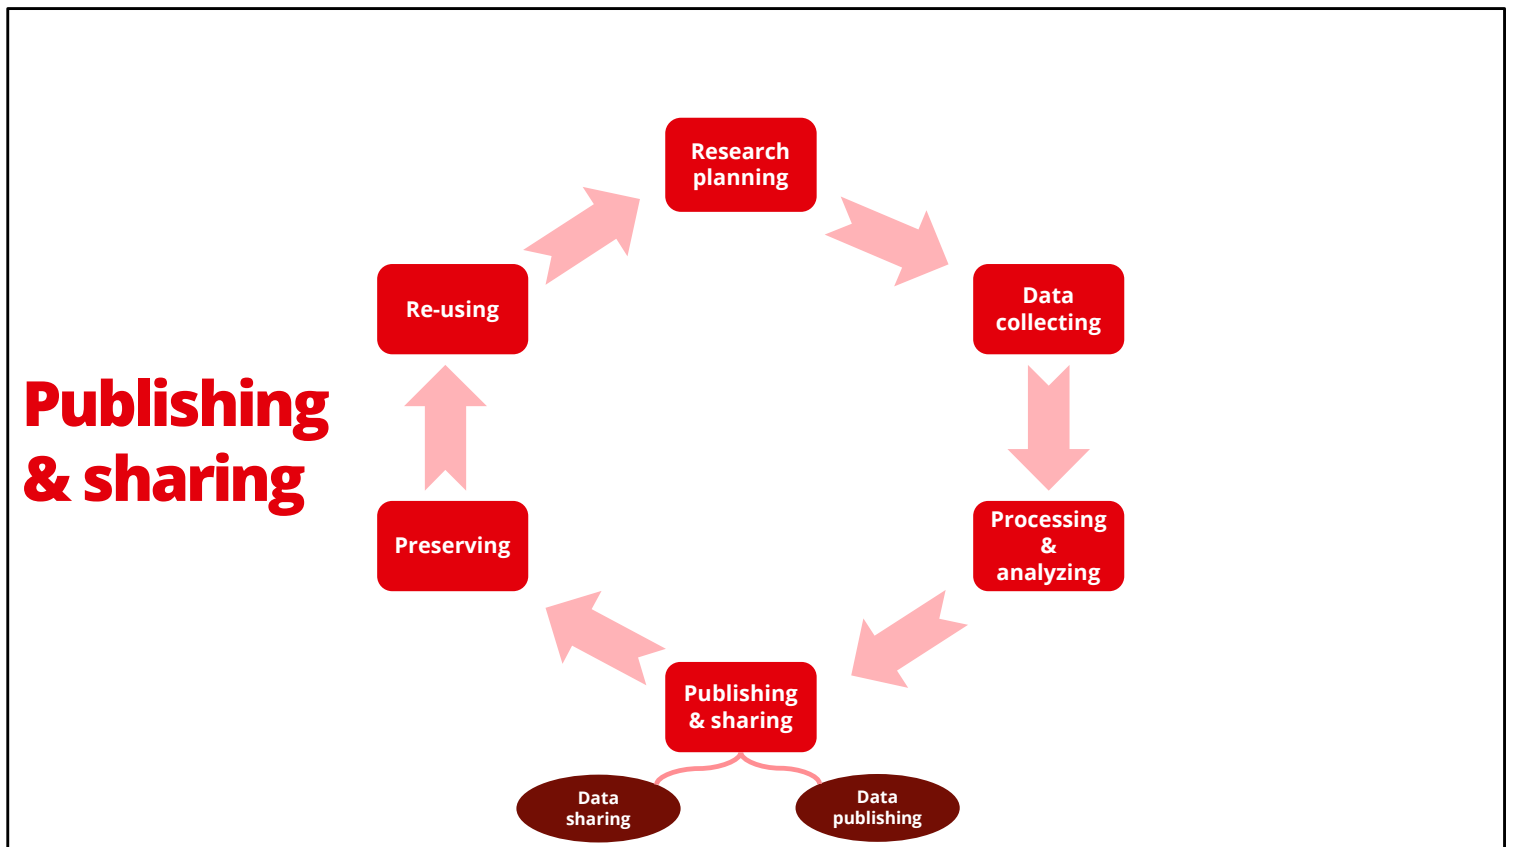 Publishing
& sharing
Research
planning
Data
collecting
Processing
&
analyzing
Publishing
& sharing
Data
sharing
Data
publishing
Preserving
Re-using